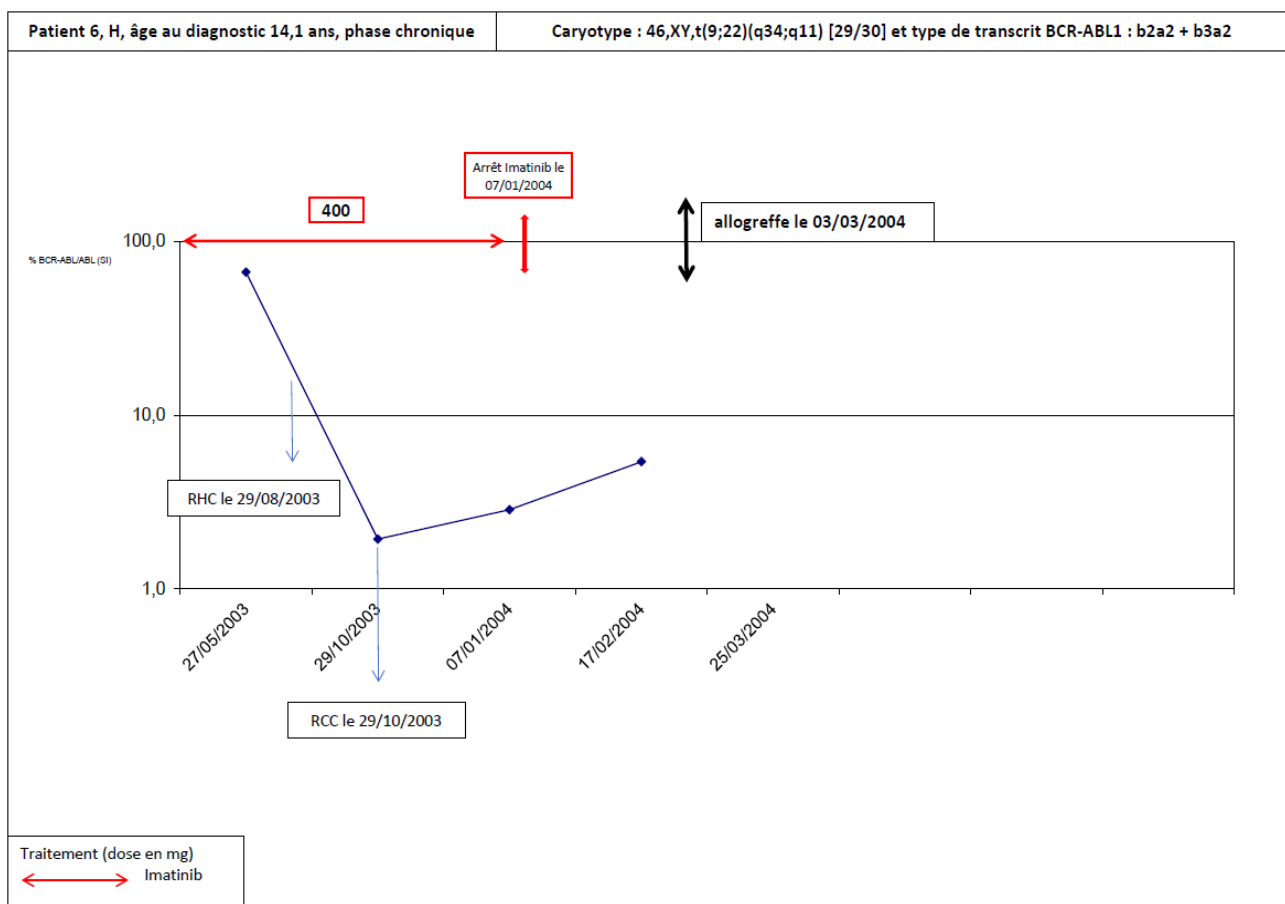 Patient 6, H, âge au diagnostic 14,1 ans, phase chronique
Caryotype : 46,XY,t(9;22)(q34;q11) [29/30] et type de transcrit BCR-ABL1 : b2a2 + b3a2
Arrêt Imatinib le
07/01/2004
400
allogreffe le 03/03/2004
100,0
% BCR-ABL/ABL (SI)
10,0
RHC le 29/08/2003
1,0
27/05/2003
29/10/2003
07/01/2004
17/02/2004
25/03/2004
RCC le 29/10/2003
Traitement (dose en mg)
Imatinib